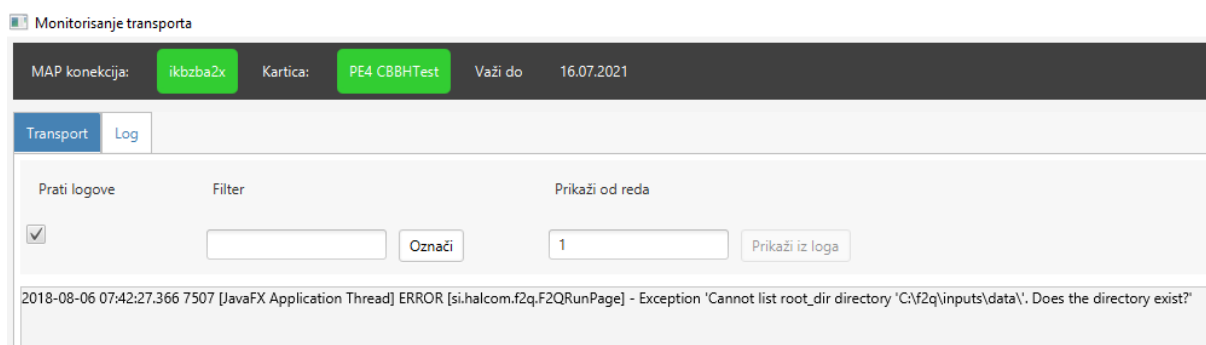 Monitorisanje transporta
MAP konekcija: ikbzba2x Kartica: PE4 CBBHTest Važi do 16.07.2021
Transport Log
Prati logove Filter Prikaži od reda
Označi 1 Prikaži iz loga
2018-08-06 07:42:27.366 7507 [JavaFX Application Thread] ERROR [si.halcom.f2q.F2QRunPage] - Exception 'Cannot list root_dir directory 'C:\f2q\inputs\data\'. Does the directory exist?'